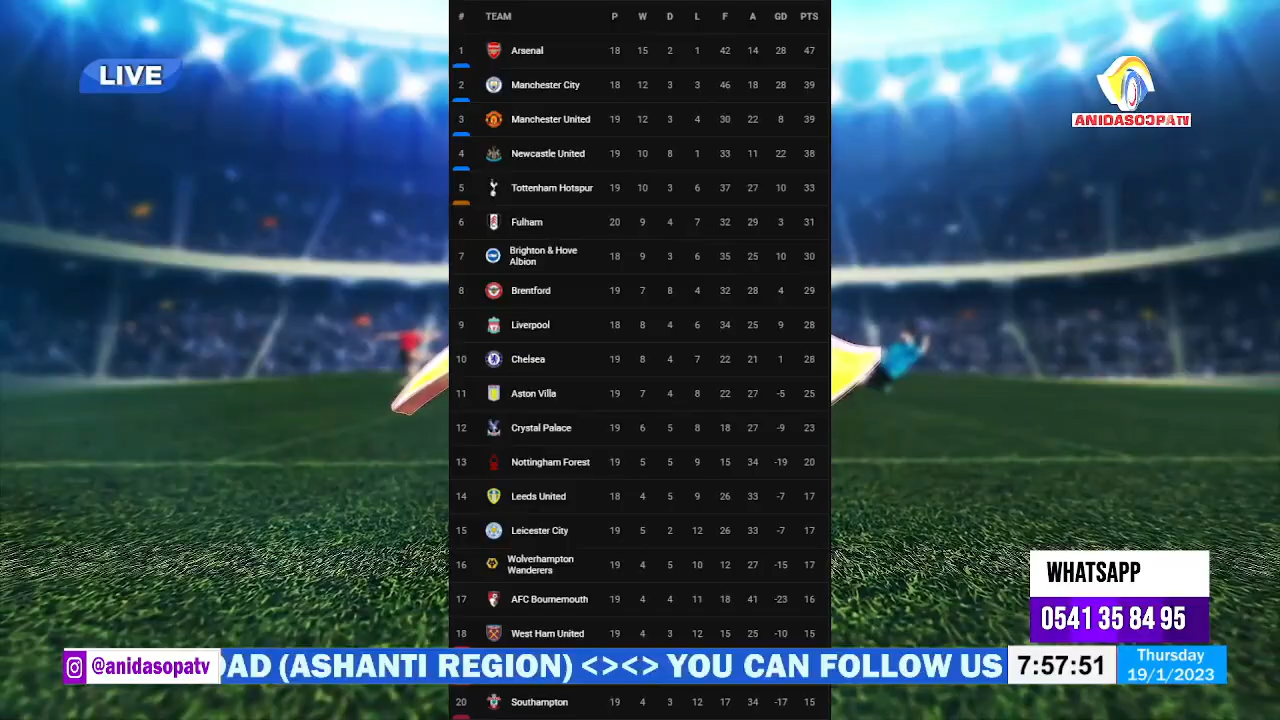 # TEAM P W D L F A GD PTS
1 Arsenal 18 15 2 1 42 14 28 47
2 Manchester City 18 12 3 3 46 18 28 39
3 Manchester United 19 12 3 4 30 22 8 39
4 Newcastle United 19 10 8 1 33 11 22 38
5 Tottenham Hotspur 19 10 3 6 37 27 10 33
6 Fulham 20 9 4 7 32 29 3 31
7 Brighton & Hove Albion 18 9 3 6 35 25 10 30
8 Brentford 19 7 8 4 32 28 4 29
9 Liverpool 18 8 4 6 34 25 9 28
10 Chelsea 19 8 4 7 22 21 1 28
11 Aston Villa 19 7 4 8 22 27 -5 25
12 Crystal Palace 19 6 5 8 18 27 -9 23
13 Nottingham Forest 19 5 5 9 15 34 -19 20
14 Leeds United 18 4 5 9 26 33 -7 17
15 Leicester City 19 5 2 12 26 33 -7 17
16 Wolverhampton Wanderers 19 4 5 10 12 27 -15 17
17 AFC Bournemouth 19 4 4 11 18 41 -23 16
18 West Ham United 19 4 3 12 15 25 -10 15
20 Southampton 19 4 3 12 17 34 -17 15
LIVE
ANIDASOƆPATV
WHATSAPP
0541 35 84 95
@anidasopatv
OAD (ASHANTI REGION) <><> YOU CAN FOLLOW US
7:57:51
Thursday
19/1/2023